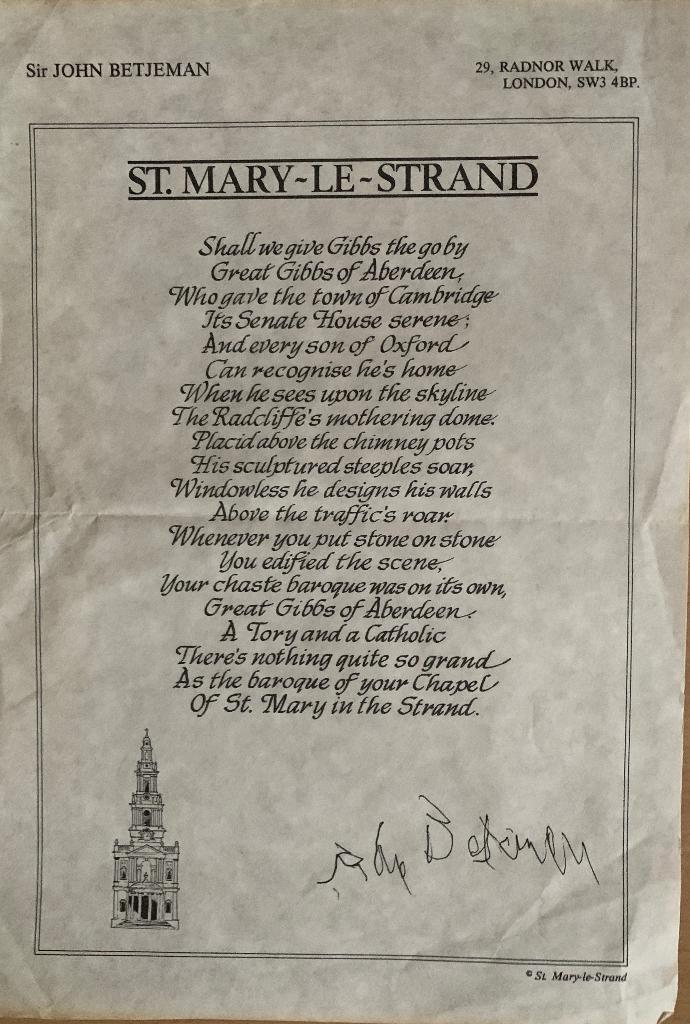 Sir JOHN BETJEMAN
29, RADNOR WALK,
LONDON, SW3 4BP.
ST. MARY-LE-STRAND
Shall we give Gibbs the go by
Great Gibbs of Aberdeen,
Who gave the town of Cambridge
Its Senate House serene;
And every son of Oxford
Can recognise he's home
When he sees upon the skyline
The Radcliffe's mothering dome.
Placid above the chimney pots
His sculptured steeples soar,
Windowless he designs his walls
Above the traffic's roar.
Whenever you put stone on stone
You edified the scene,
Your chaste baroque was on its own,
Great Gibbs of Aberdeen.
A Tory and a Catholic
There's nothing quite so grand
As the baroque of your Chapel
Of St. Mary in the Strand.
John Betjeman
© St. Mary-le-Strand